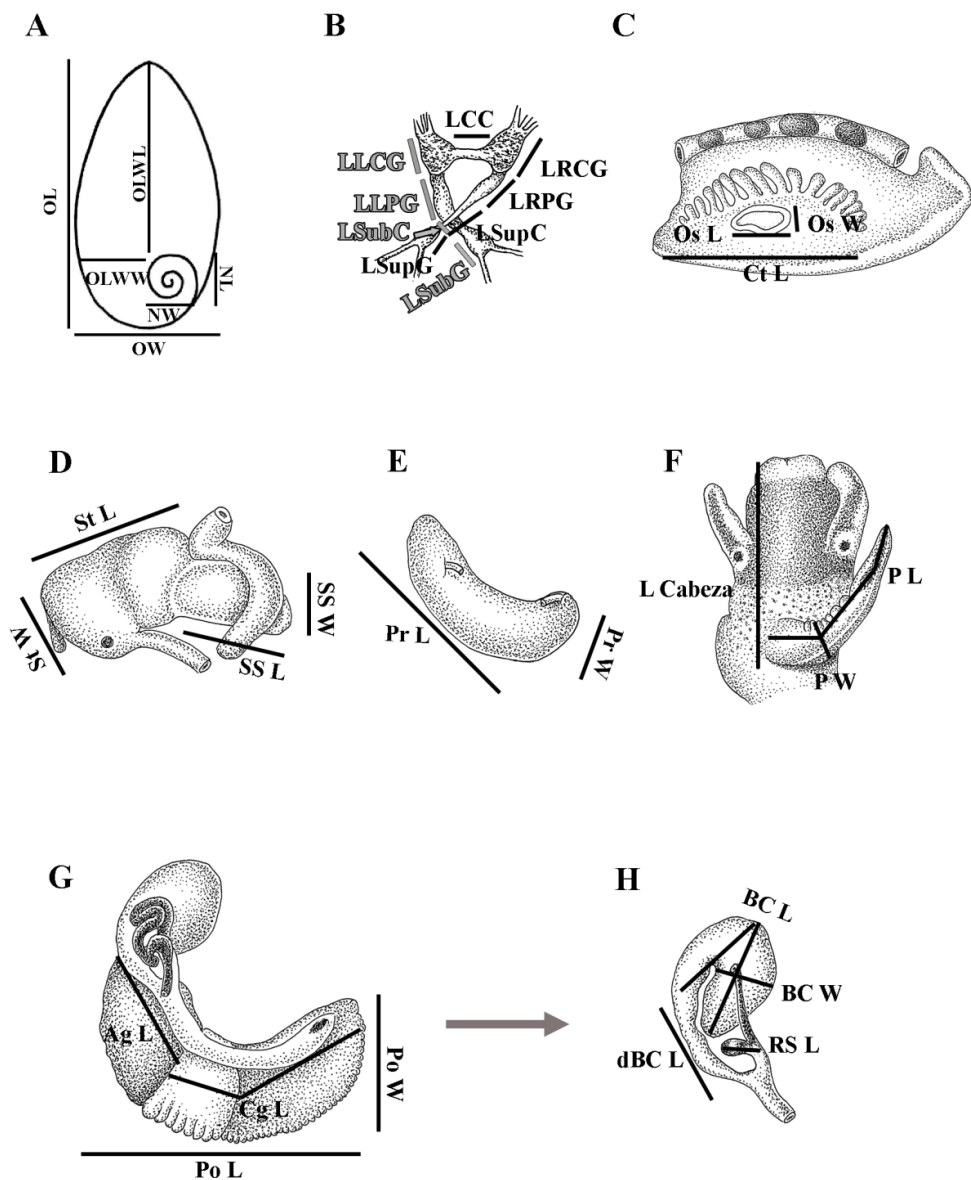 A
OL
OLWL
OLWW
NL
NW
OW
B
LCC
LLCG
LRCG
LLPG
LRPG
LSubC
LSupC
LSupG
LSubG
C
Os L
Os W
Ct L
D
St L
St W
SS W
SS L
E
Pr L
Pr W
F
L Cabeza
P L
P W
G
Ag L
Cg L
Po W
Po L
H
BC L
BC W
RS L
dBC L